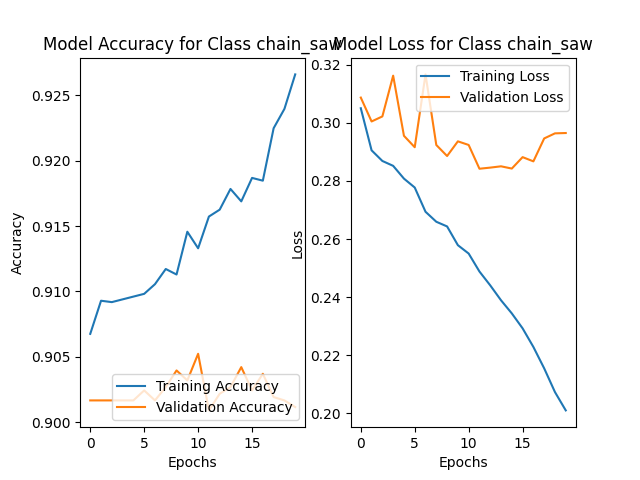 Model Accuracy for Class chain_saw
Model Loss for Class chain_saw
Accuracy
0.925
0.920
0.915
0.910
0.905
0.900
Training Accuracy
Validation Accuracy
0 5 10 15
Epochs
Loss
0.32
0.30
0.28
0.26
0.24
0.22
0.20
Training Loss
Validation Loss
0 5 10 15
Epochs